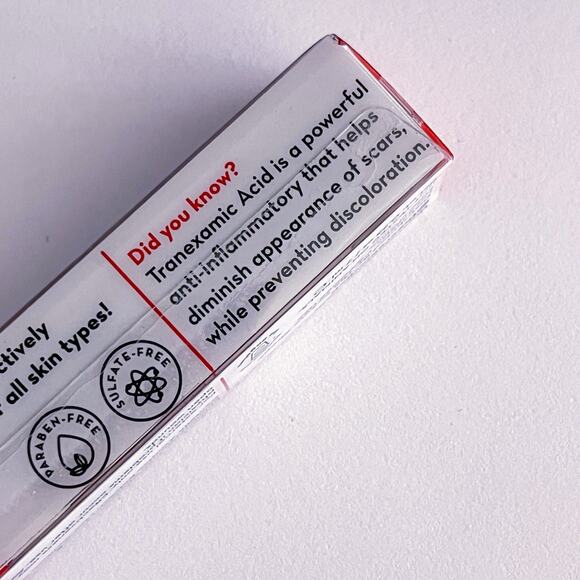 Did you know?
Tranexamic Acid is a powerful
anti-inflammatory that helps
diminish appearance of scars,
while preventing discoloration.
ctively
all skin types!
SULFATE-FREE
PARABEN-FREE